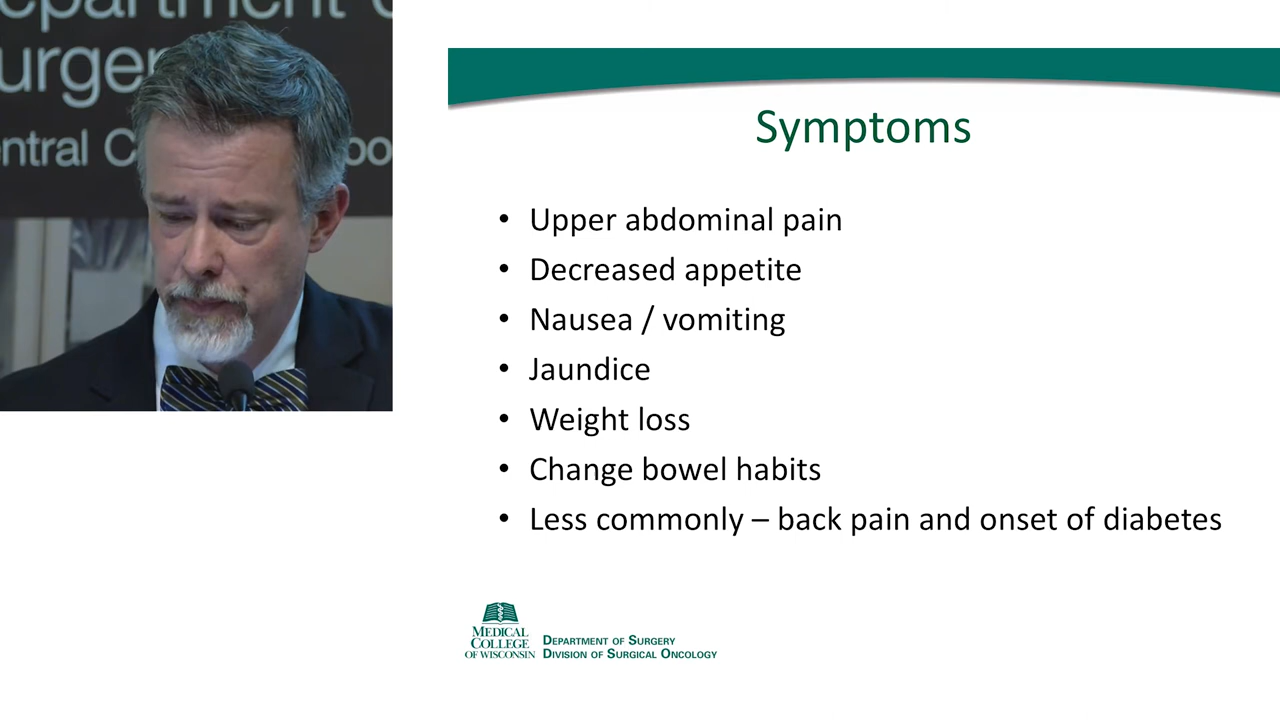 Symptoms
• Upper abdominal pain
• Decreased appetite
• Nausea / vomiting
• Jaundice
• Weight loss
• Change bowel habits
• Less commonly – back pain and onset of diabetes
MEDICAL
COLLEGE
OF WISCONSIN
DEPARTMENT OF SURGERY
DIVISION OF SURGICAL ONCOLOGY